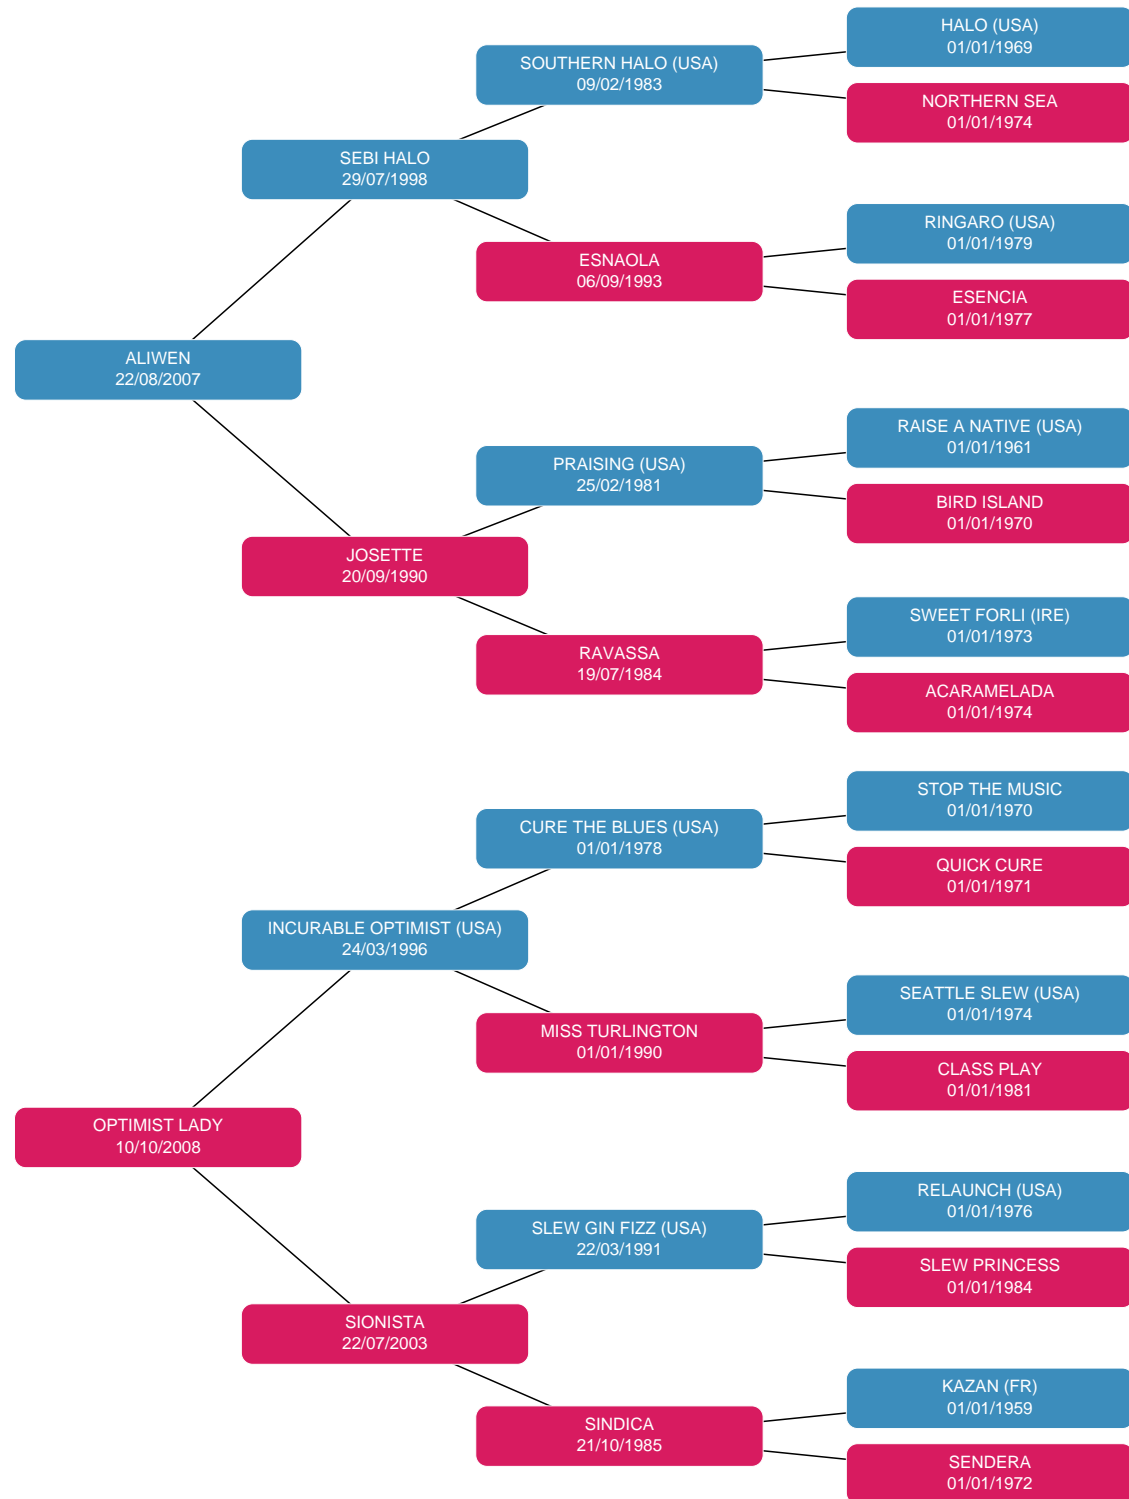 HALO (USA)
01/01/1969
SOUTHERN HALO (USA)
09/02/1983
NORTHERN SEA
01/01/1974
SEBI HALO
29/07/1998
RINGARO (USA)
01/01/1979
ESNAOLA
06/09/1993
ESENCIA
01/01/1977
ALIWEN
22/08/2007
RAISE A NATIVE (USA)
01/01/1961
PRAISING (USA)
25/02/1981
BIRD ISLAND
01/01/1970
JOSETTE
20/09/1990
SWEET FORLI (IRE)
01/01/1973
RAVASSA
19/07/1984
ACARAMELADA
01/01/1974
STOP THE MUSIC
01/01/1970
CURE THE BLUES (USA)
01/01/1978
QUICK CURE
01/01/1971
INCURABLE OPTIMIST (USA)
24/03/1996
SEATTLE SLEW (USA)
01/01/1974
MISS TURLINGTON
01/01/1990
CLASS PLAY
01/01/1981
OPTIMIST LADY
10/10/2008
RELAUNCH (USA)
01/01/1976
SLEW GIN FIZZ (USA)
22/03/1991
SLEW PRINCESS
01/01/1984
SIONISTA
22/07/2003
KAZAN (FR)
01/01/1959
SINDICA
21/10/1985
SENDERA
01/01/1972